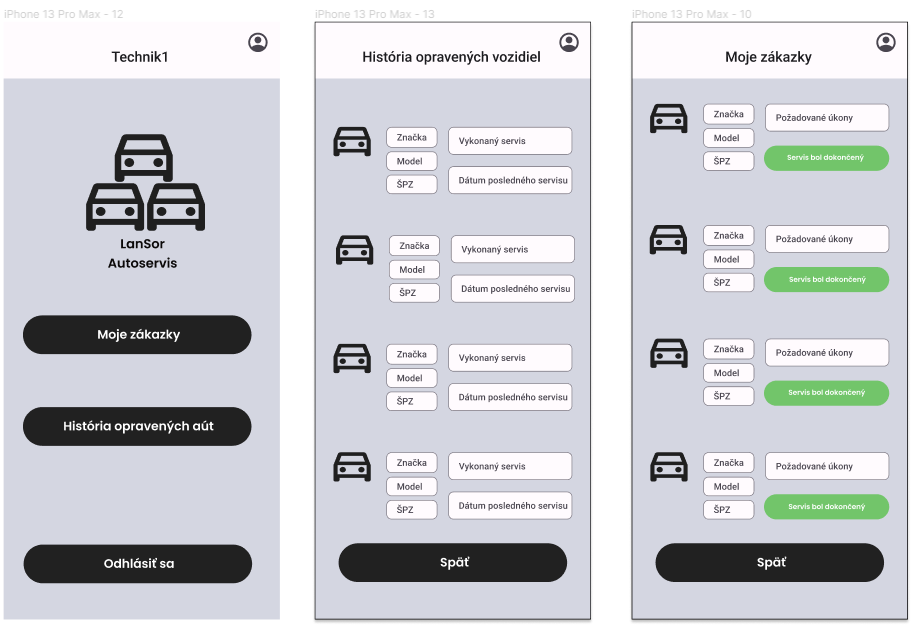 iPhone 13 Pro Max - 12
Technik1
LanSor
Autoservis
Moje zákazky
História opravených aút
Odhlásiť sa
iPhone 13 Pro Max - 13
História opravených vozidiel
Značka
Vykonaný servis
Model
Dátum posledného servisu
ŠPZ
Značka
Vykonaný servis
Model
Dátum posledného servisu
ŠPZ
Značka
Vykonaný servis
Model
Dátum posledného servisu
ŠPZ
Značka
Vykonaný servis
Model
Dátum posledného servisu
ŠPZ
Späť
iPhone 13 Pro Max - 10
Moje zákazky
Značka
Požadované úkony
Model
Servis bol dokončený
ŠPZ
Značka
Požadované úkony
Model
Servis bol dokončený
ŠPZ
Značka
Požadované úkony
Model
Servis bol dokončený
ŠPZ
Značka
Požadované úkony
Model
Servis bol dokončený
ŠPZ
Späť